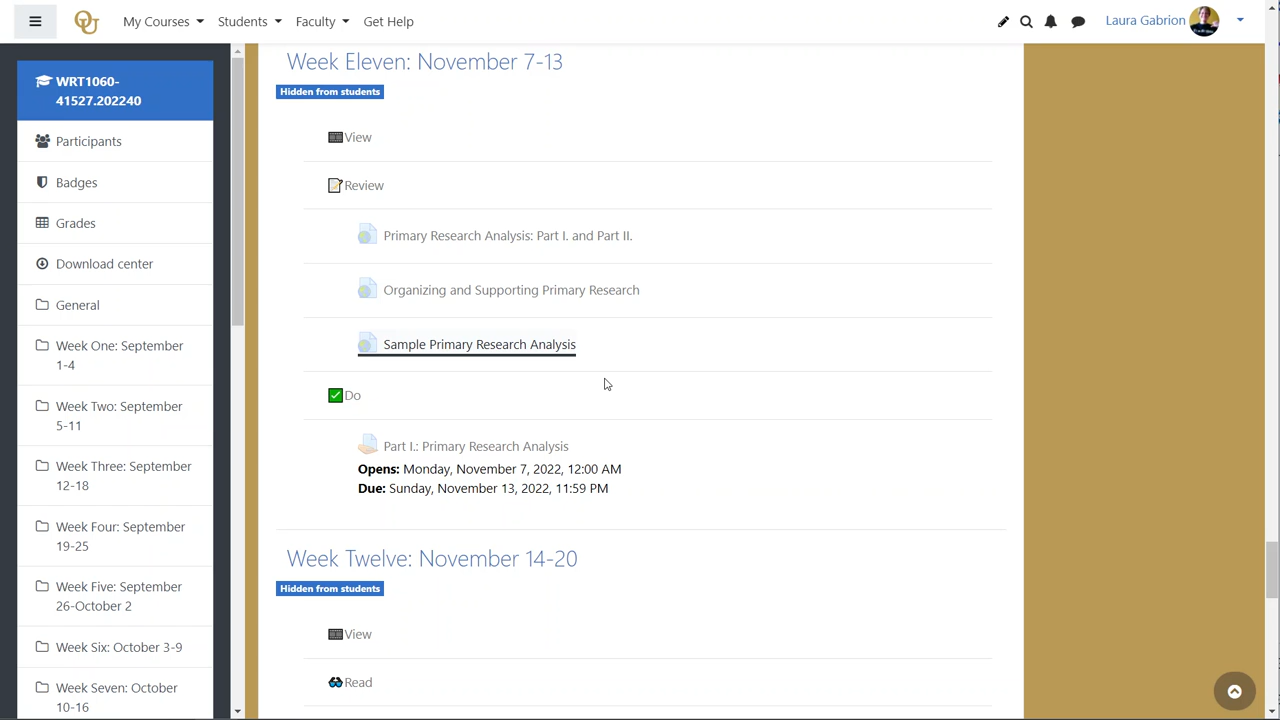 OU
My Courses
Students
Faculty
Get Help
Laura Gabrion
WRT1060-
41527.202240
Participants
Badges
Grades
Download center
General
Week One: September
1-4
Week Two: September
5-11
Week Three: September
12-18
Week Four: September
19-25
Week Five: September
26-October 2
Week Six: October 3-9
Week Seven: October
10-16
Week Eleven: November 7-13
Hidden from students
View
Review
Primary Research Analysis: Part I. and Part II.
Organizing and Supporting Primary Research
Sample Primary Research Analysis
Do
Part I.: Primary Research Analysis
Opens: Monday, November 7, 2022, 12:00 AM
Due: Sunday, November 13, 2022, 11:59 PM
Week Twelve: November 14-20
Hidden from students
View
Read